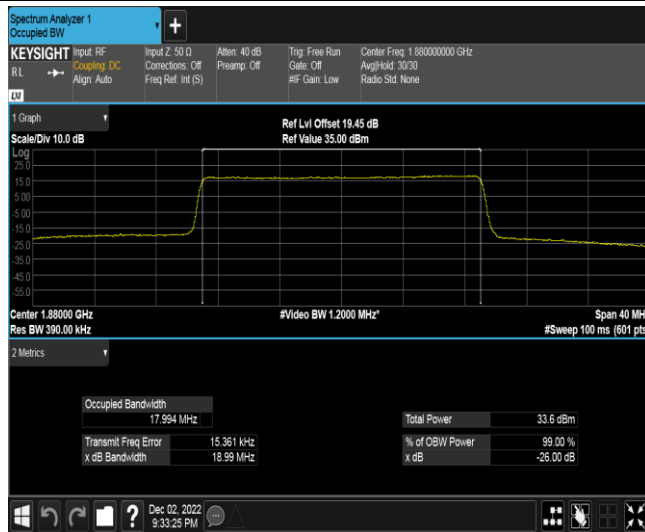 Spectrum Analyzer 1
Occupied BW
+
KEYSIGHT Input: RF Input Z: 50 Ω Atten: 40 dB Trig: Free Run Center Freq: 1.880000000 GHz
RL Coupling: DC Corrections: Off Preamp: Off Gate: Off Avg|Hold: 30/30
Align: Auto Freq Ref: Int (S) #IF Gain: Low Radio Std: None
LXI
1 Graph
Ref Lvl Offset 19.45 dB
Scale/Div 10.0 dB Ref Value 35.00 dBm
Log
25.0
15.0
5.00
-5.00
-15.0
-25.0
-35.0
-45.0
-55.0
Center 1.88000 GHz #Video BW 1.2000 MHz* Span 40 MH
Res BW 390.00 kHz #Sweep 100 ms (601 pts
2 Metrics
Occupied Bandwidth
17.994 MHz Total Power 33.6 dBm
Transmit Freq Error 15.361 kHz % of OBW Power 99.00 %
x dB Bandwidth 18.99 MHz x dB -26.00 dB
? Dec 02, 2022
9:33:25 PM